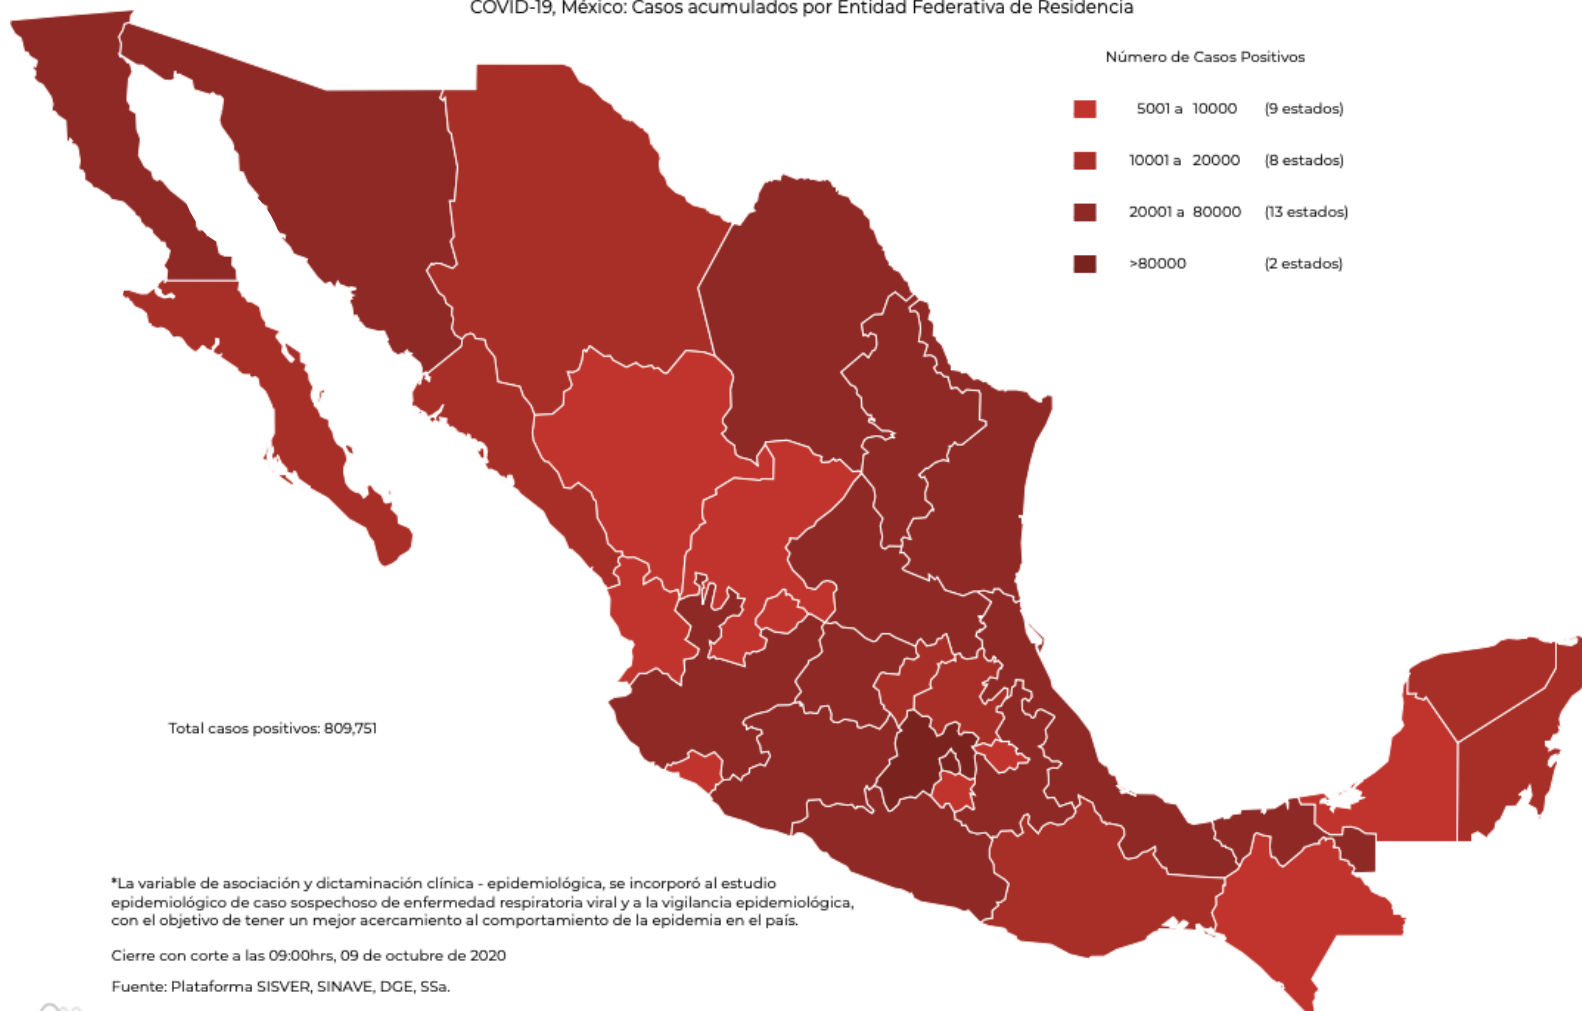 COVID-19, México: Casos acumulados por Entidad Federativa de Residencia
Número de Casos Positivos
5001 a 10000 (9 estados)
10001 a 20000 (8 estados)
20001 a 80000 (13 estados)
>80000 (2 estados)
Total casos positivos: 809,751
*La variable de asociación y dictaminación clínica - epidemiológica, se incorporó al estudio
epidemiológico de caso sospechoso de enfermedad respiratoria viral y a la vigilancia epidemiológica,
con el objetivo de tener un mejor acercamiento al comportamiento de la epidemia en el país.
Cierre con corte a las 09:00hrs, 09 de octubre de 2020
Fuente: Plataforma SISVER, SINAVE, DGE, SSa.